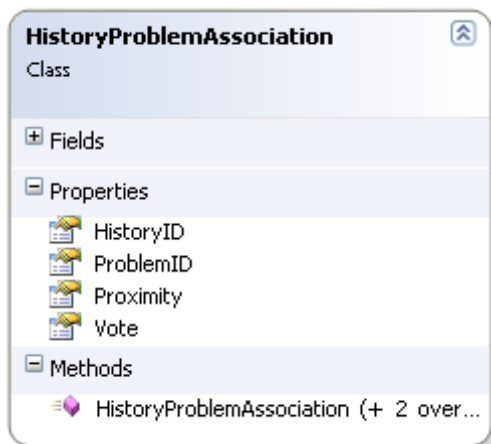 HistoryProblemAssociation
Class
Fields
Properties
HistoryID
ProblemID
Proximity
Vote
Methods
HistoryProblemAssociation (+ 2 over...